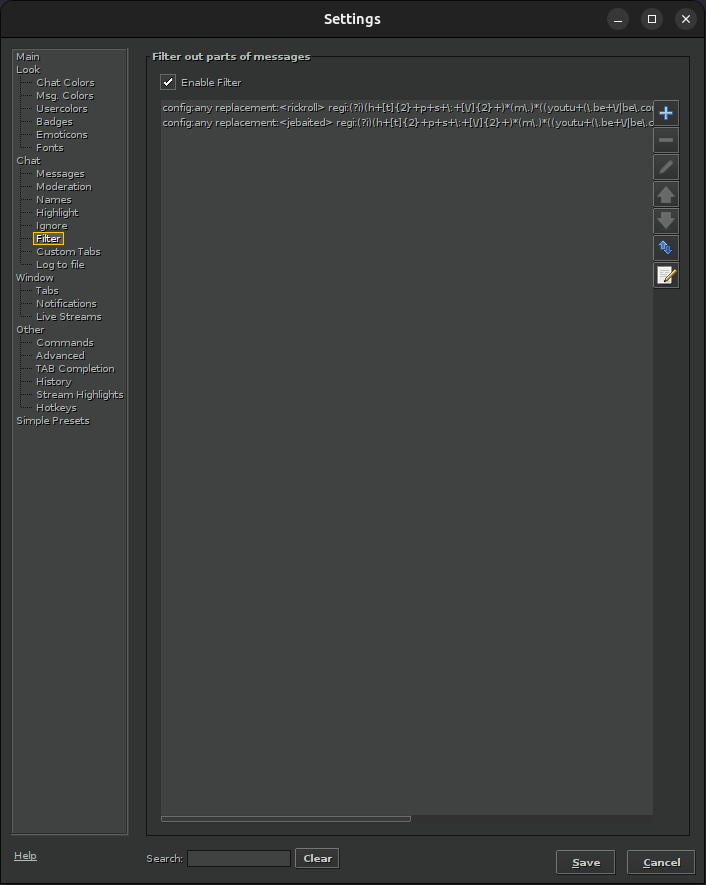 Settings
Main
Look
Chat Colors
Msg. Colors
Usercolors
Badges
Emoticons
Fonts
Chat
Messages
Moderation
Names
Highlight
Ignore
Filter
Custom Tabs
Log to file
Window
Tabs
Notifications
Live Streams
Other
Commands
Advanced
TAB Completion
History
Stream Highlights
Hotkeys
Simple Presets
Filter out parts of messages
Enable Filter
config:any replacement:<rickroll> regi:(?i)(h+[t]{2}+p+s+\:+[\/]{2}+)*(m\.)*((youtu+(\.be+\/|be\.con
config:any replacement:<jebaited> regi:(?i)(h+[t]{2}+p+s+\:+[\/]{2}+)*(m\.)*((youtu+(\.be+\/|be\.c
Help
Search:
Clear
Save
Cancel